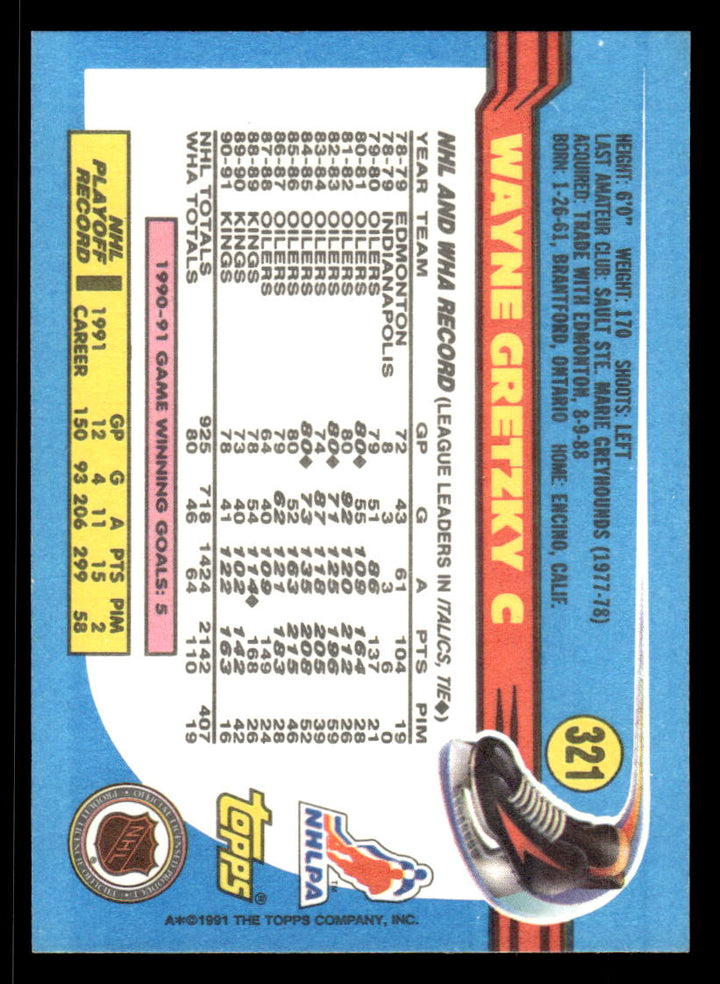 HEIGHT: 6'0" WEIGHT: 170 SHOOTS: LEFT
LAST AMATEUR CLUB: SAULT STE. MARIE GREYHOUNDS (1977-78)
ACQUIRED: TRADE WITH EDMONTON, 8-9-88
BORN: 1-26-61, BRANTFORD, ONTARIO HOME: ENCINO, CALIF.
321
WAYNE GRETZKY C
NHL AND WHA RECORD (LEAGUE LEADERS IN ITALICS, TIE◆)
YEAR TEAM GP G A PTS PIM
78-79 EDMONTON 72 43 61 104 19
78-79 INDIANAPOLIS 8 3 3 6 0
79-80 OILERS 79 51 86 137 21
80-81 OILERS 80◆ 55 109 164 28
81-82 OILERS 80 92 120 212 26
82-83 OILERS 80◆ 71 125 196 59
83-84 OILERS 74 87 118 205 39
84-85 OILERS 80◆ 73 135 208 52
85-86 OILERS 80 52 163 215 46
86-87 OILERS 79 62 121 183 28
87-88 OILERS 64 40 109 149 24
88-89 KINGS 78 54 114◆ 168 26
89-90 KINGS 73 40 102 142 42
90-91 KINGS 78 41 122 163 16
NHL TOTALS 925 718 1424 2142 407
WHA TOTALS 80 46 64 110 19
1990-91 GAME WINNING GOALS: 5
NHL PLAYOFF RECORD
GP G A PTS PIM
1991 12 4 11 15 2
CAREER 150 93 206 299 58
NHLPA ™
TOPPS®
OFFICIAL LICENSED PRODUCT
NHL ®
A✻©1991 THE TOPPS COMPANY, INC.